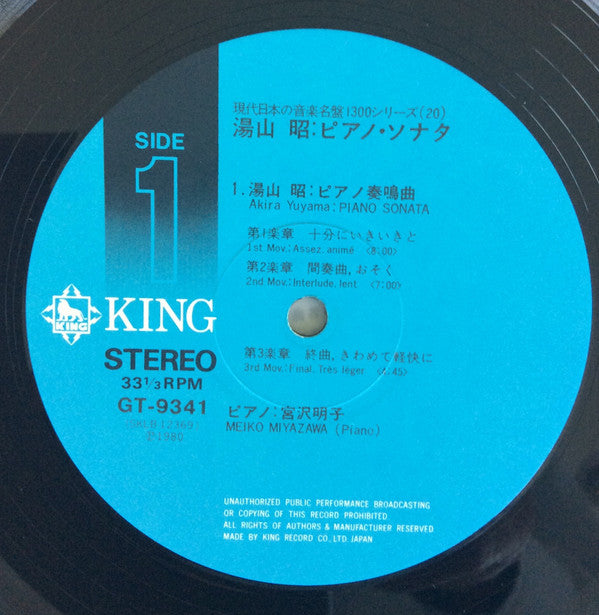 現代日本の音楽名盤1300シリーズ(20)
湯山 昭:ピアノ・ソナタ
SIDE
1
1. 湯山 昭:ピアノ奏鳴曲
Akira Yuyama: PIANO SONATA
第1楽章 十分にいきいきと
1st Mov.: Assez animé <8:00>
第2楽章 間奏曲, おそく
2nd Mov.: Interlude, lent <7:00>
第3楽章 終曲, きわめて軽快に
3rd Mov.: Final, Très léger :45>
KING
KING
STEREO
33 1/3 RPM
GT-9341
℗1980
ピアノ:宮沢明子
MEIKO MIYAZAWA (Piano)
UNAUTHORIZED PUBLIC PERFORMANCE BROADCASTING
OR COPYING OF THIS RECORD PROHIBITED.
ALL RIGHTS OF AUTHORS & MANUFACTURER RESERVED
MADE BY KING RECORD CO., LTD. JAPAN